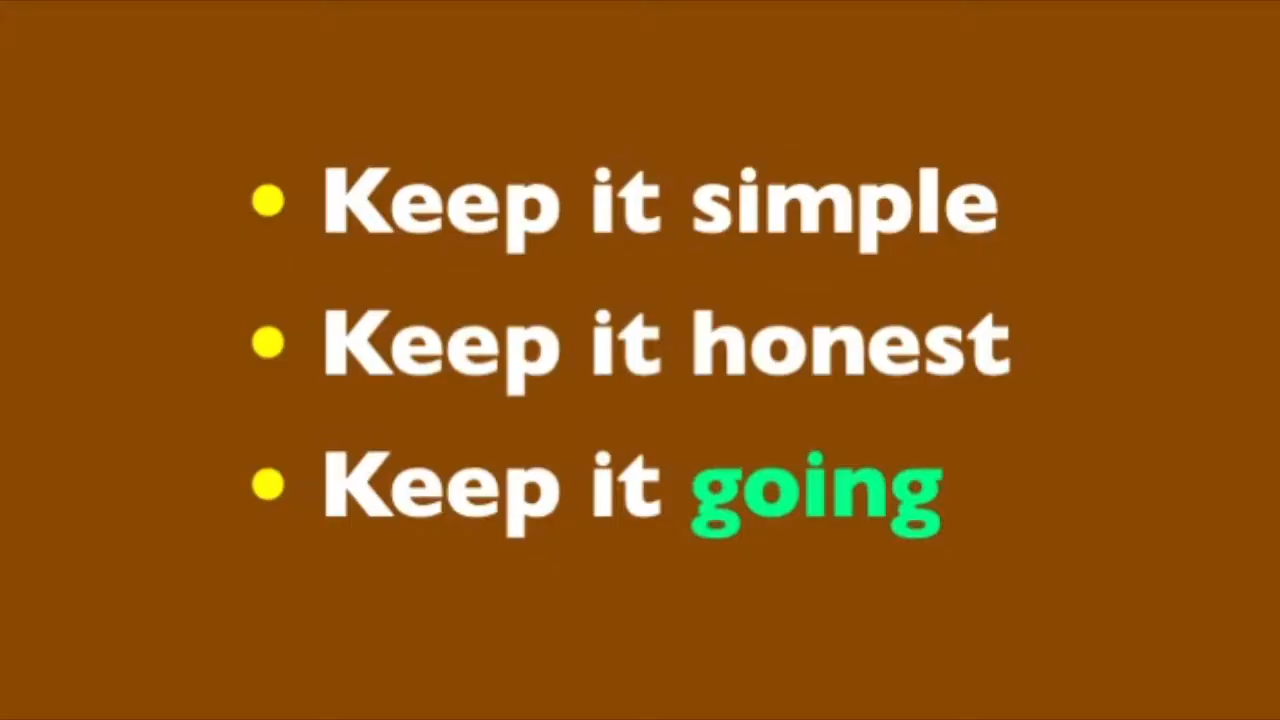 • Keep it simple
• Keep it honest
• Keep it going